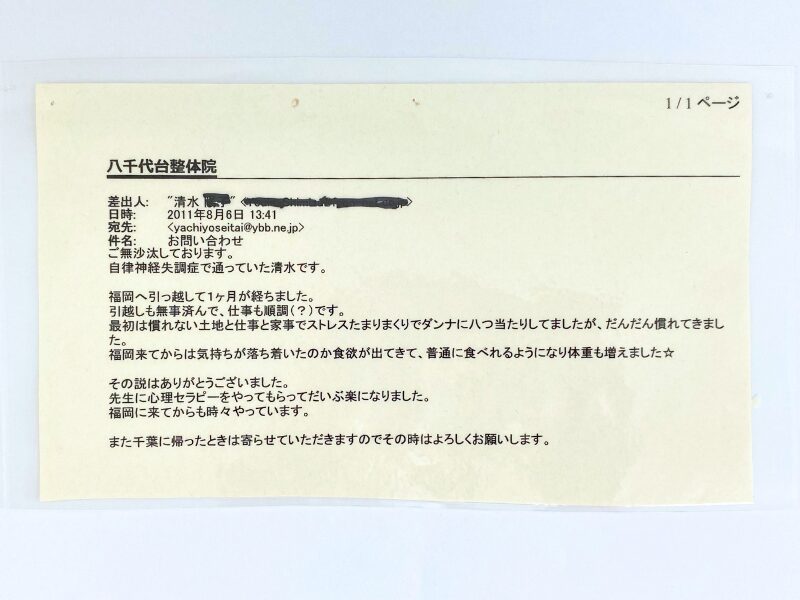 1 / 1 ページ
八千代台整体院
差出人: "清水
日時: 2011年8月6日 13:41
宛先: <yachiyoseitai@ybb.ne.jp>
件名: お問い合わせ
ご無沙汰しております。
自律神経失調症で通っていた清水です。
福岡へ引っ越して1ヶ月が経ちました。
引越しも無事済んで、仕事も順調(?)です。
最初は慣れない土地と仕事と家事でストレスたまりまくりでダンナに八つ当たりしてましたが、だんだん慣れてきまし
た。
福岡来てからは気持ちが落ち着いたのか食欲が出てきて、普通に食べれるようになり体重も増えました☆
その説はありがとうございました。
先生に心理セラピーをやってもらってだいぶ楽になりました。
福岡に来てからも時々やっています。
また千葉に帰ったときは寄らせていただきますのでその時はよろしくお願いします。